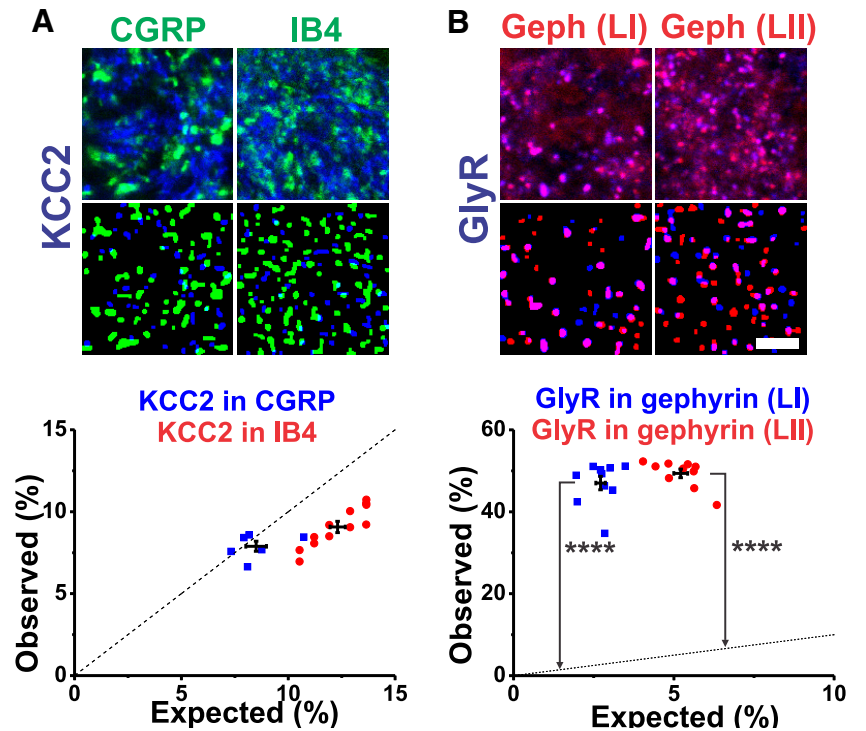 A
CGRP
IB4
KCC2
B
Geph (LI)
Geph (LII)
GlyR
KCC2 in CGRP
KCC2 in IB4
15
10
5
0
Observed (%)
0
5
10
15
Expected (%)
GlyR in gephyrin (LI)
GlyR in gephyrin (LII)
60
40
20
0
Observed (%)
****
****
0
5
10
Expected (%)